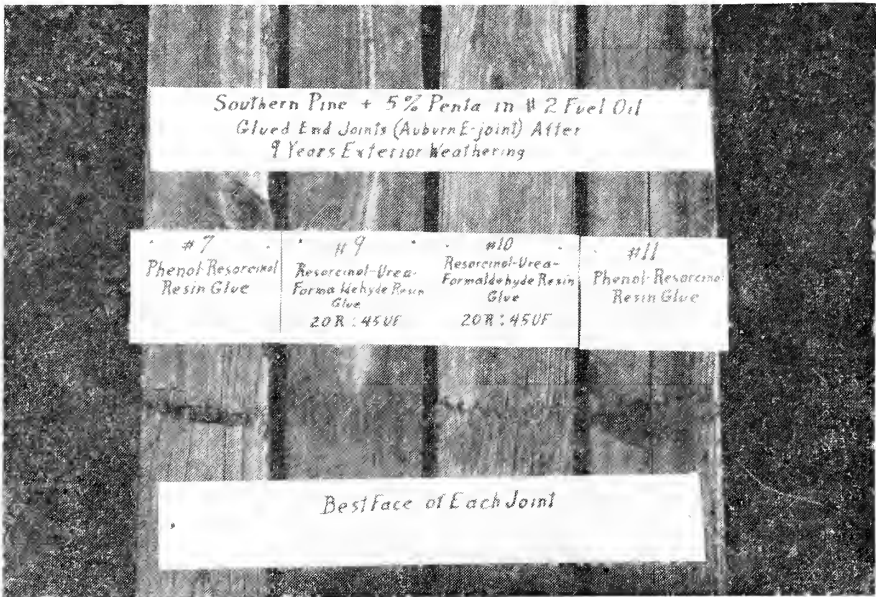 Southern Pine + 5% Penta in #2 Fuel Oil
Glued End Joints (Auburn E-joint) After
9 Years Exterior Weathering
#7
Phenol-Resorcinol
Resin Glue
#9
Resorcinol-Urea-
Formaldehyde Resin
Glue
20R:45UF
#10
Resorcinol-Urea-
Formaldehyde Resin
Glue
20R:45UF
#11
Phenol-Resorcinol
Resin Glue
Best Face of Each Joint